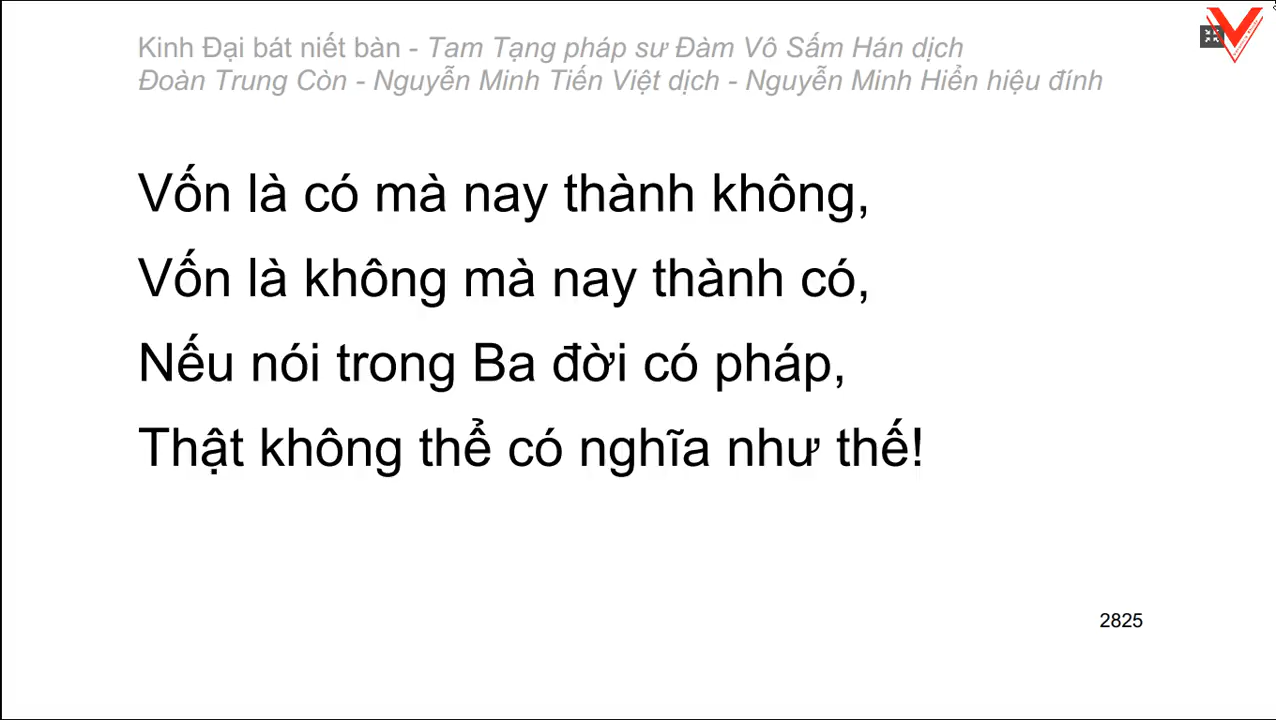 Kinh Đại bát niết bàn - Tam Tạng pháp sư Đàm Vô Sấm Hán dịch
Đoàn Trung Còn - Nguyễn Minh Tiến Việt dịch - Nguyễn Minh Hiển hiệu đính
Vốn là có mà nay thành không,
Vốn là không mà nay thành có,
Nếu nói trong Ba đời có pháp,
Thật không thể có nghĩa như thế!
2825